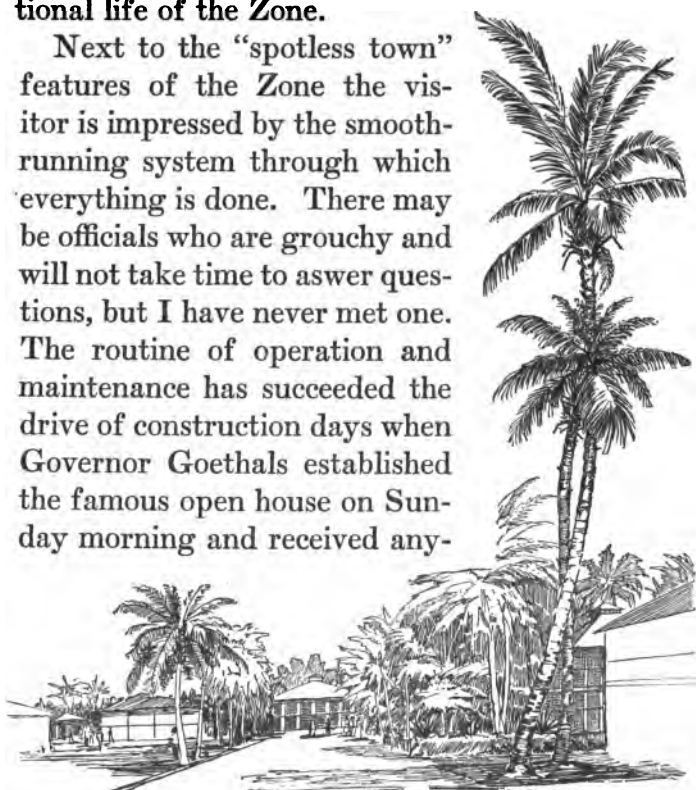 tional life of the Zone.
Next to the “spotless town”
features of the Zone the vis-
itor is impressed by the smooth-
running system through which
everything is done. There may
be officials who are grouchy and
will not take time to aswer ques-
tions, but I have never met one.
The routine of operation and
maintenance has succeeded the
drive of construction days when
Governor Goethals established
the famous open house on Sun-
day morning and received any-